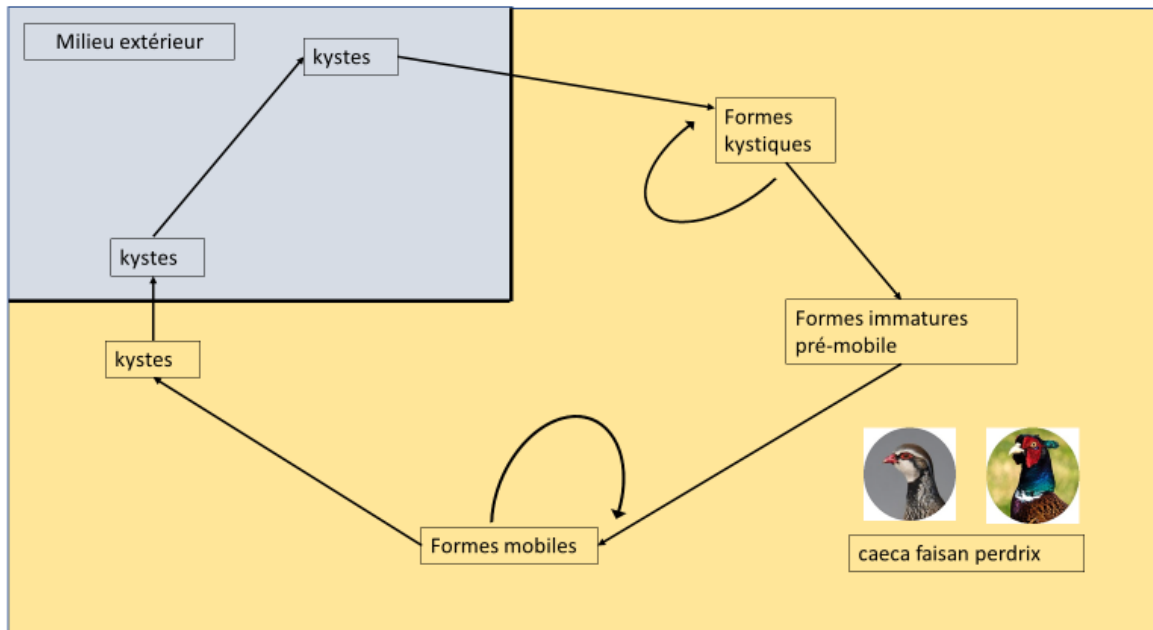 Milieu extérieur
kystes
Formes
kystiques
kystes
Formes immatures
pré-mobile
kystes
Formes mobiles
caeca faisan perdrix